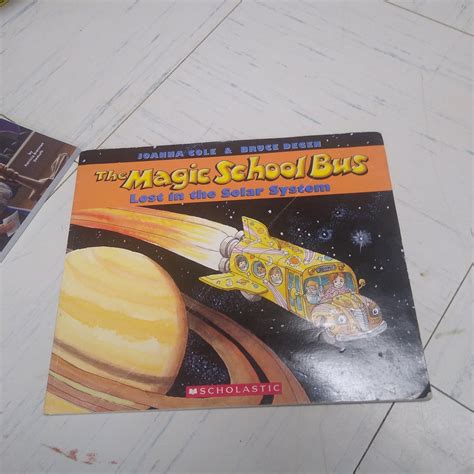 JOANNA COLE & BRUCE DEGEN
The Magic School Bus
Lost in the Solar System
SCHOLASTIC